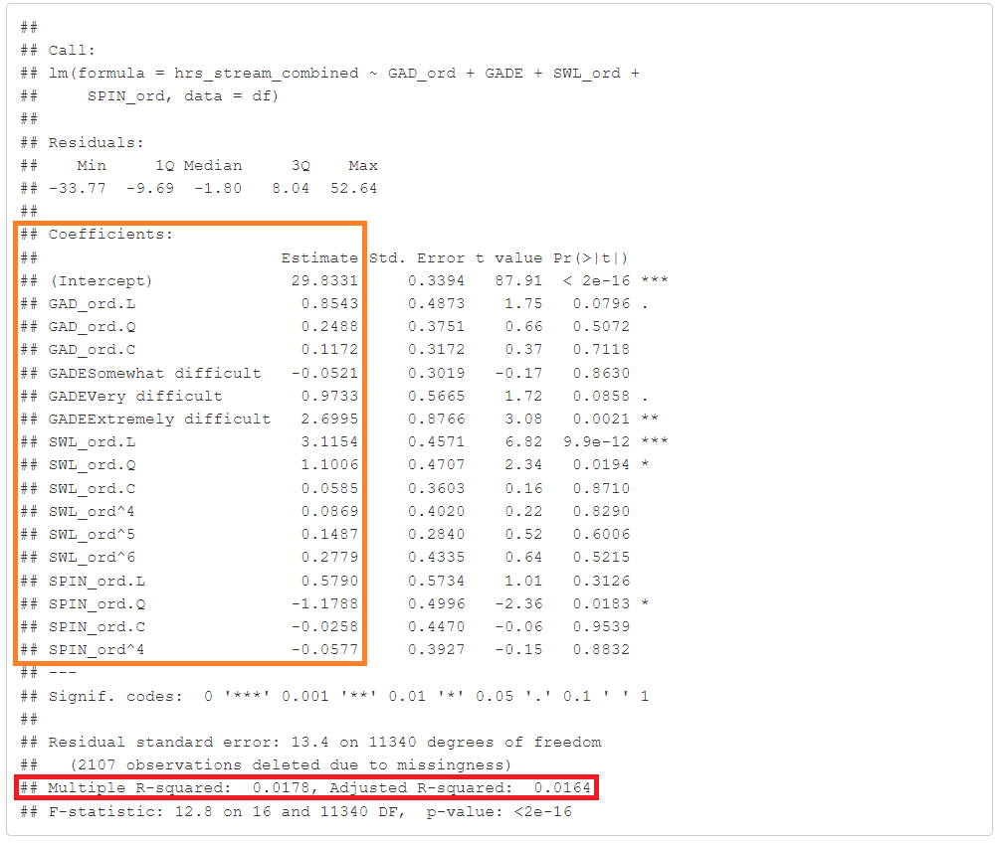 ##
## Call:
## lm(formula = hrs_stream_combined ~ GAD_ord + GADE + SWL_ord +
##     SPIN_ord, data = df)
##
## Residuals:
##    Min     1Q Median     3Q    Max
## -33.77  -9.69  -1.80   8.04  52.64
##
## Coefficients:
##                         Estimate Std. Error t value Pr(>|t|)
## (Intercept)              29.8331     0.3394   87.91  < 2e-16 ***
## GAD_ord.L                 0.8543     0.4873    1.75   0.0796 .
## GAD_ord.Q                 0.2488     0.3751    0.66   0.5072
## GAD_ord.C                 0.1172     0.3172    0.37   0.7118
## GADESomewhat difficult   -0.0521     0.3019   -0.17   0.8630
## GADEVery difficult        0.9733     0.5665    1.72   0.0858 .
## GADEExtremely difficult   2.6995     0.8766    3.08   0.0021 **
## SWL_ord.L                 3.1154     0.4571    6.82  9.9e-12 ***
## SWL_ord.Q                 1.1006     0.4707    2.34   0.0194 *
## SWL_ord.C                 0.0585     0.3603    0.16   0.8710
## SWL_ord^4                 0.0869     0.4020    0.22   0.8290
## SWL_ord^5                 0.1487     0.2840    0.52   0.6006
## SWL_ord^6                 0.2779     0.4335    0.64   0.5215
## SPIN_ord.L                0.5790     0.5734    1.01   0.3126
## SPIN_ord.Q               -1.1788     0.4996   -2.36   0.0183 *
## SPIN_ord.C               -0.0258     0.4470   -0.06   0.9539
## SPIN_ord^4               -0.0577     0.3927   -0.15   0.8832
## ---
## Signif. codes:  0 '***' 0.001 '**' 0.01 '*' 0.05 '.' 0.1 ' ' 1
##
## Residual standard error: 13.4 on 11340 degrees of freedom
##   (2107 observations deleted due to missingness)
## Multiple R-squared:  0.0178, Adjusted R-squared:  0.0164
## F-statistic: 12.8 on 16 and 11340 DF,  p-value: <2e-16